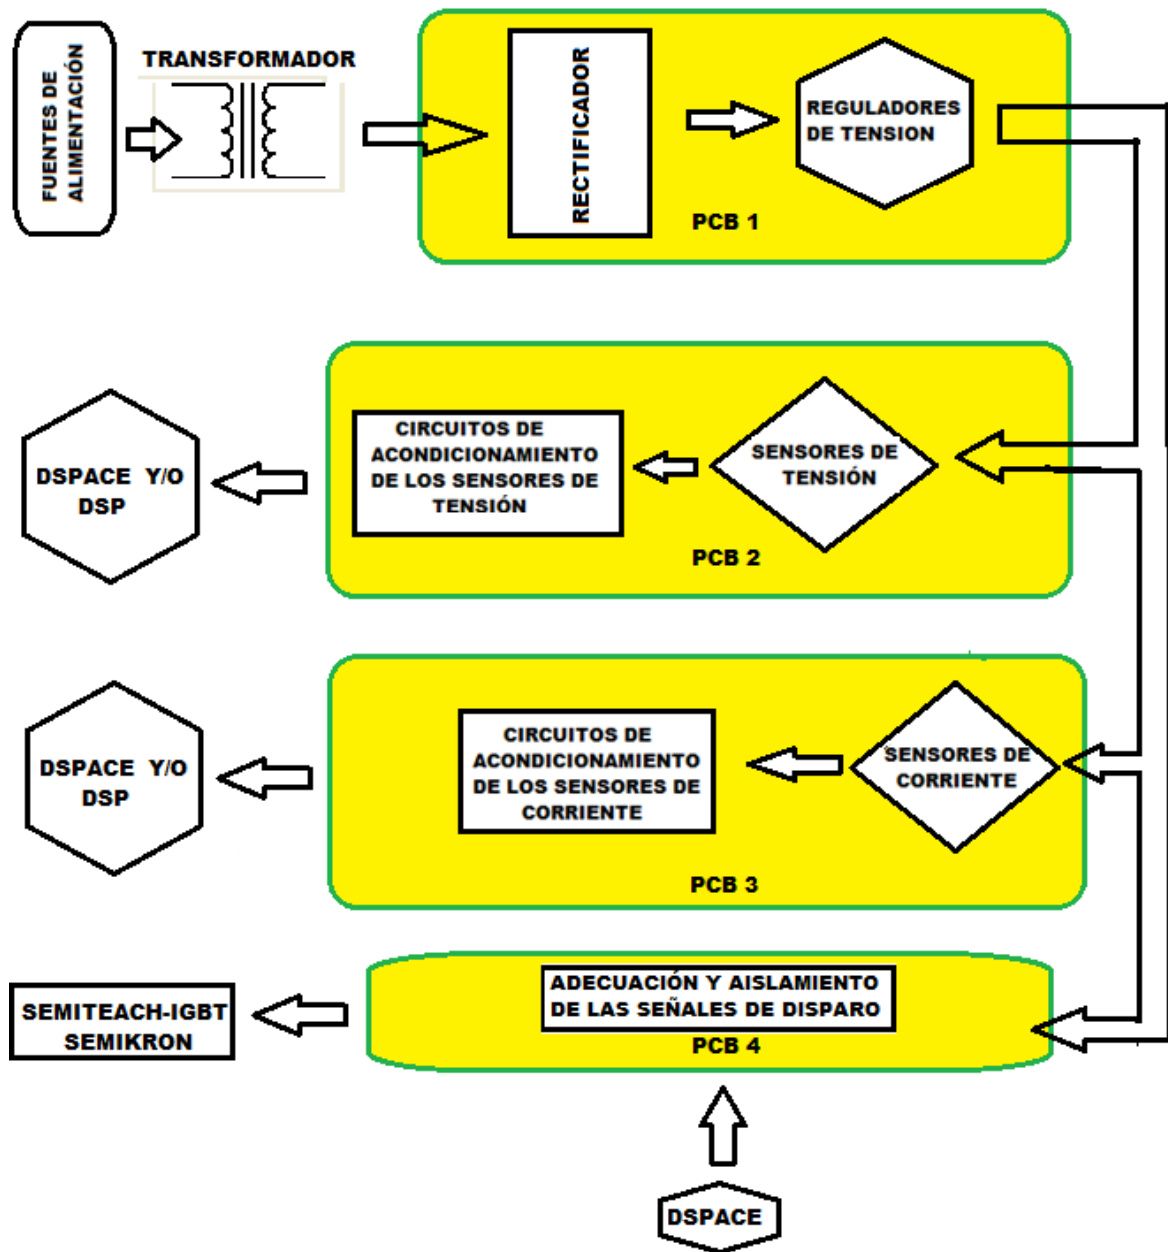 FUENTES DE
ALIMENTACIÓN
TRANSFORMADOR
RECTIFICADOR
REGULADORES
DE TENSION
PCB 1
DSPACE Y/O
DSP
CIRCUITOS DE
ACONDICIONAMIENTO
DE LOS SENSORES DE
TENSIÓN
SENSORES DE
TENSIÓN
PCB 2
DSPACE Y/O
DSP
CIRCUITOS DE
ACONDICIONAMIENTO
DE LOS SENSORES DE
CORRIENTE
SENSORES DE
CORRIENTE
PCB 3
SEMITEACH-IGBT
SEMIKRON
ADECUACIÓN Y AISLAMIENTO
DE LAS SEÑALES DE DISPARO
PCB 4
DSPACE